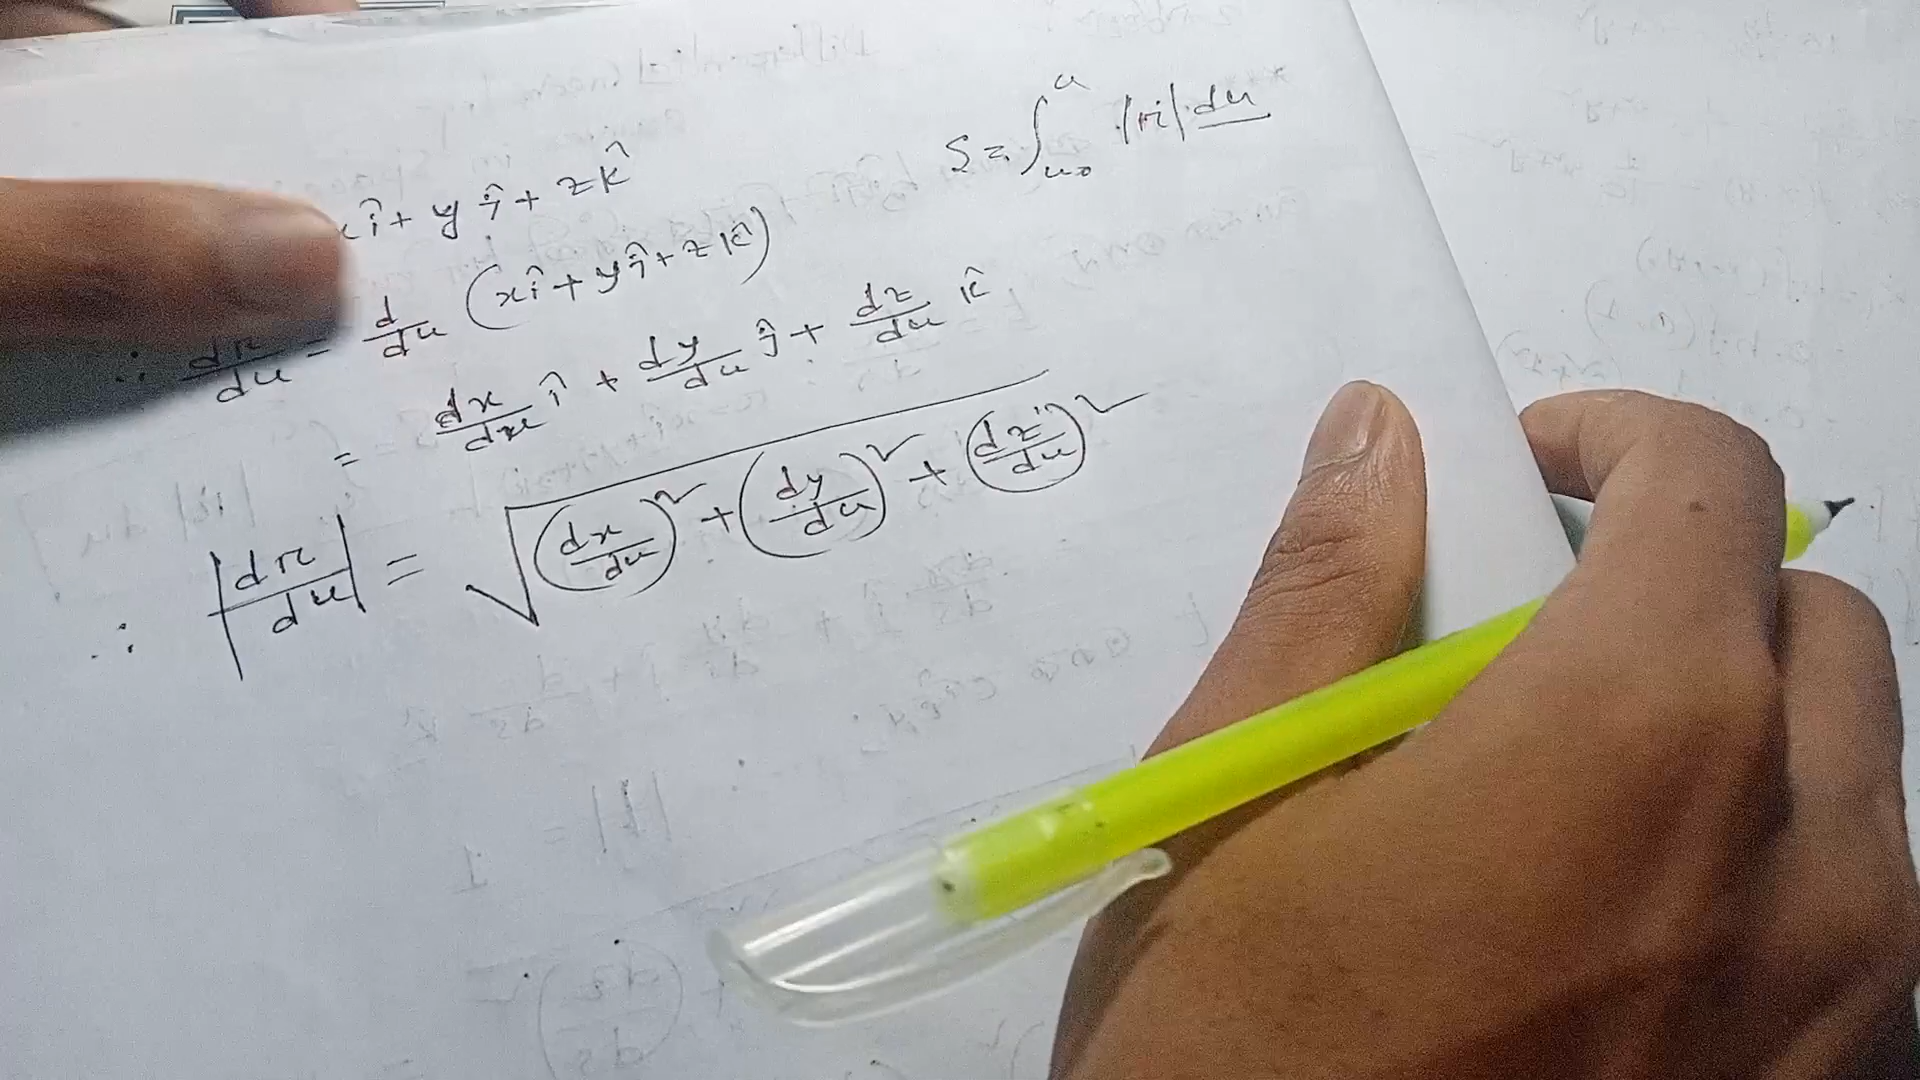 S = ∫_{u0}^{u} |ṙ| du
xî + yĵ + zk̂
∴ dr/du = d/du (xî + yĵ + zk̂)
= dx/du î + dy/du ĵ + dz/du k̂
∴ |dr/du| = √((dx/du)² + (dy/du)² + (dz/du)²)